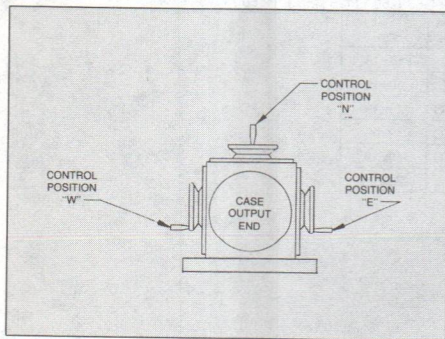 CONTROL
POSITION
"N"
CONTROL
POSITION
"W"
CONTROL
POSITION
"E"
CASE
OUTPUT
END